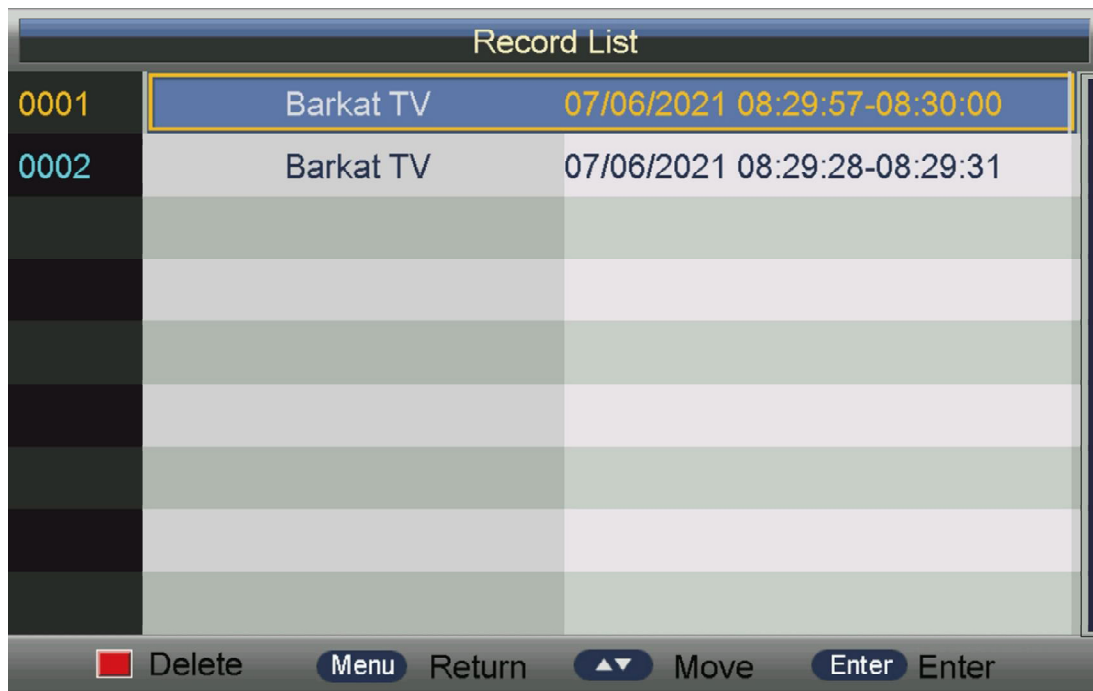 Record List
0001 Barkat TV 07/06/2021 08:29:57-08:30:00
0002 Barkat TV 07/06/2021 08:29:28-08:29:31
Delete Menu Return ▲▼ Move Enter Enter